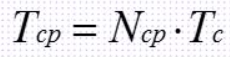 Tcp = Ncp · Tc